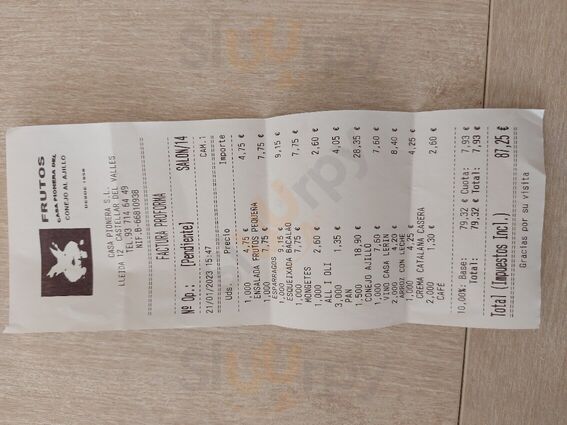 FRUTOS
CASA PIONERA DEL
CONEJO AL AJILLO
DESDE 1958
CASA PIONERA S.L.
LLEIDA 12, CASTELLAR DEL VALLES
TEL.93 714 64 49
NIF.B-66810938
FACTURA PROFORMA
Nº Op.: [Pendiente] SALON/14
21/01/2023 15:47 CAM.1
Uds. Precio Importe
1,000 4,75 € 4,75 €
ENSALADA FRUTOS PEQUEÑA
1,000 7,75 € 7,75 €
ESPARRAGOS
1,000 9,15 € 9,15 €
ESQUEIXADA BACALAO
1,000 7,75 € 7,75 €
MONGETES
1,000 2,60 € 2,60 €
ALL I OLI
3,000 1,35 € 4,05 €
PAN
1,500 18,90 € 28,35 €
CONEJO AJILLO
1,000 7,60 € 7,60 €
VINO CASA LERIN
2,000 4,20 € 8,40 €
ARROZ CON LECHE
1,000 4,25 € 4,25 €
CREMA CATALANA CASERA
2,000 1,30 € 2,60 €
CAFÉ
10,00%: Base: 79,32 € Cuota: 7,93 €
Total: 79,32 € Total: 7,93 €
Total (Impuestos Incl.) 87,25 €
Gracias por su visita